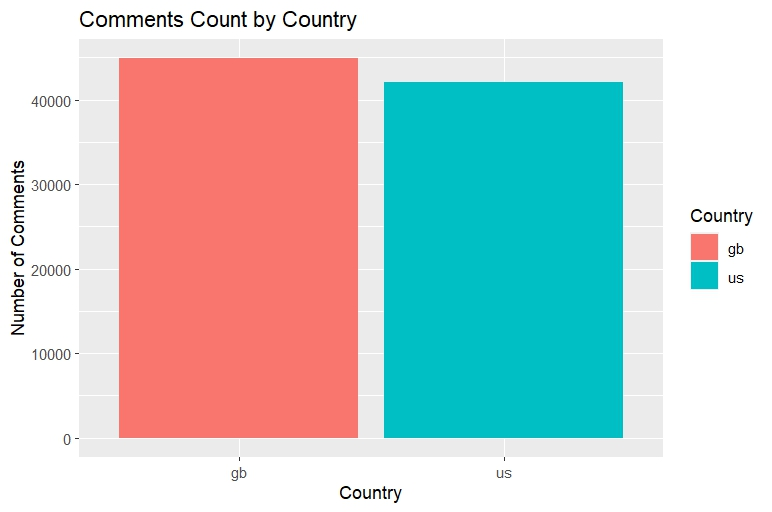 Comments Count by Country
Number of Comments
40000
30000
20000
10000
0
gb
us
Country
Country
gb
us